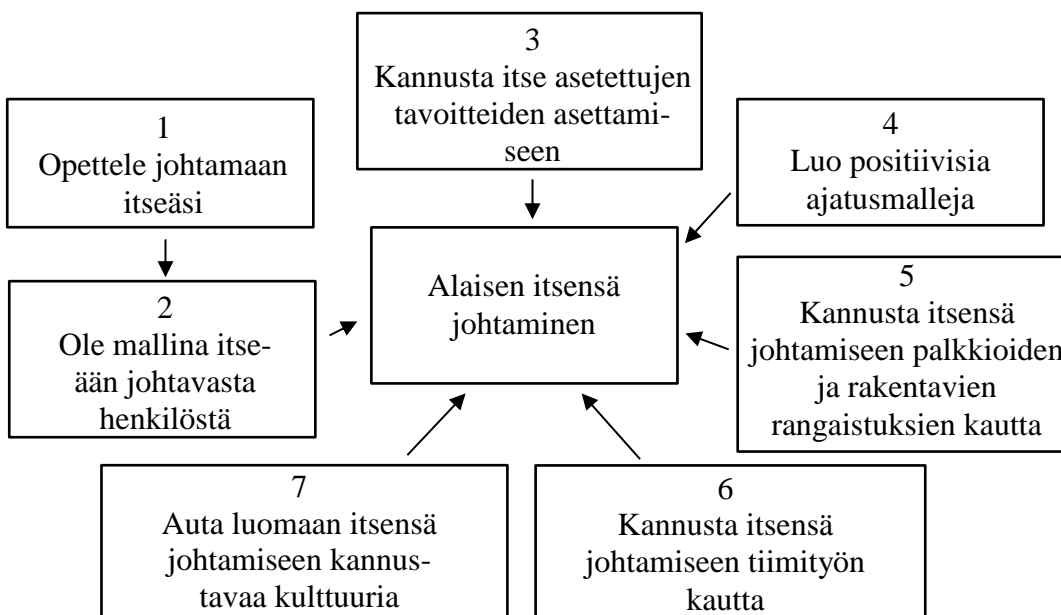 1
Opettele johtamaan
itseäsi
2
Ole mallina itse-
ään johtavasta
henkilöstä
3
Kannusta itse asetettujen
tavoitteiden asettami-
seen
4
Luo positiivisia
ajatusmalleja
5
Kannusta itsensä
johtamiseen palkkioiden
ja rakentavien
rangaistuksien kautta
6
Kannusta itsensä
johtamiseen tiimityön
kautta
7
Auta luomaan itsensä
johtamiseen kannus-
tavaa kulttuuria
Alaisen itsensä
johtaminen